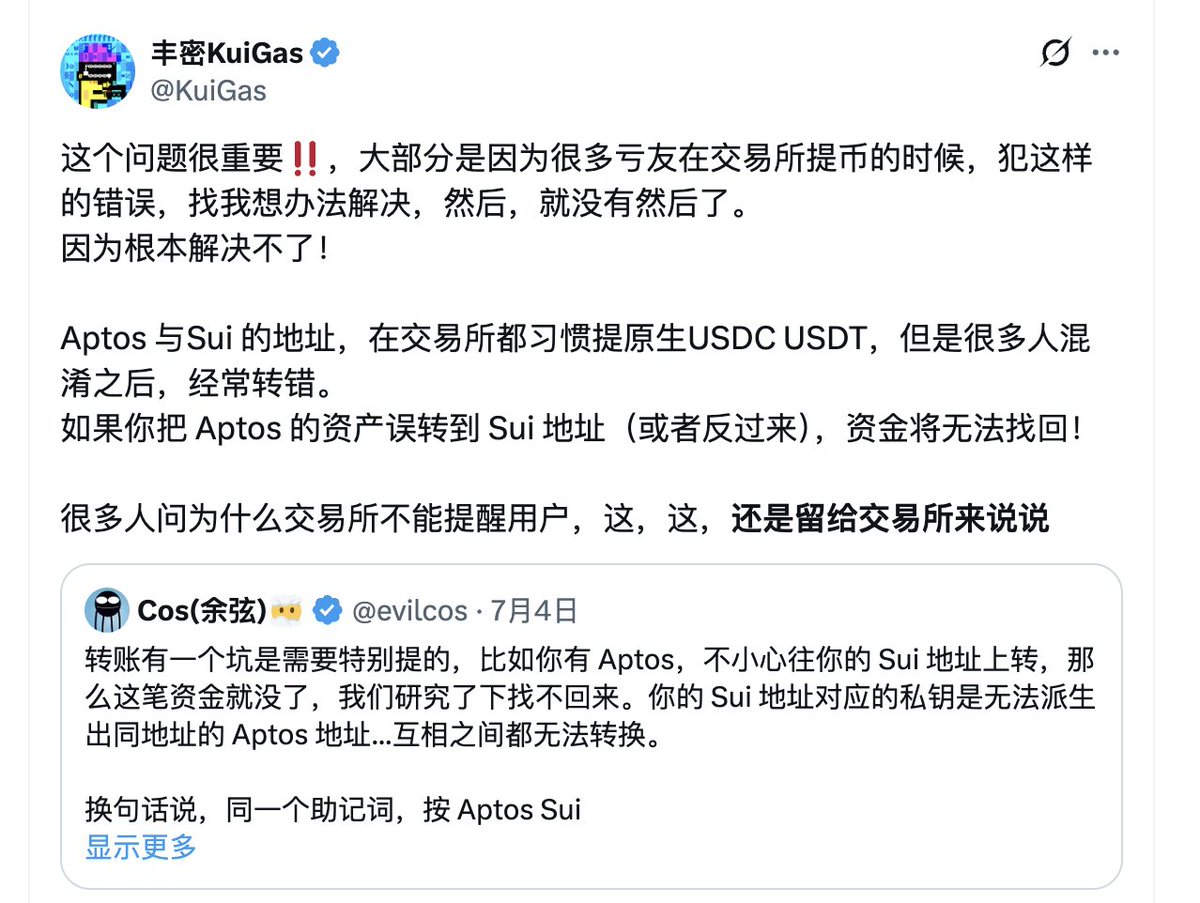 丰密KuiGas
@KuiGas
这个问题很重要‼️，大部分是因为很多亏友在交易所提币的时候，犯这样
的错误，找我想办法解决，然后，就没有然后了。
因为根本解决不了！
Aptos 与Sui 的地址，在交易所都习惯提原生USDC USDT，但是很多人混
淆之后，经常转错。
如果你把 Aptos 的资产误转到 Sui 地址（或者反过来），资金将无法找回！
很多人问为什么交易所不能提醒用户，这，这，还是留给交易所来说说
Cos(余弦)😶‍🌫️ @evilcos · 7月4日
转账有一个坑是需要特别提的，比如你有 Aptos，不小心往你的 Sui 地址上转，那
么这笔资金就没了，我们研究了下找不回来。你的 Sui 地址对应的私钥是无法派生
出同地址的 Aptos 地址...互相之间都无法转换。
换句话说，同一个助记词，按 Aptos Sui
显示更多